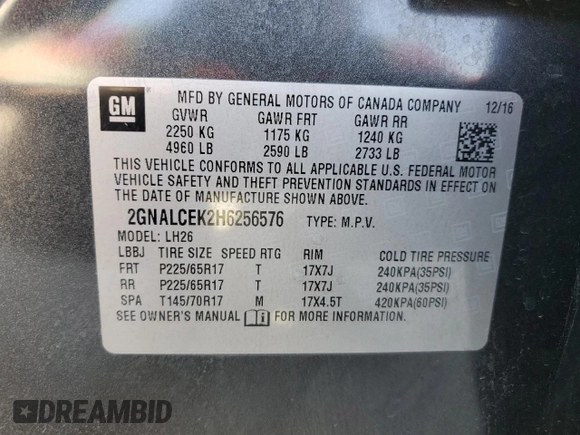 GM
MFD BY GENERAL MOTORS OF CANADA COMPANY 12/16
GVWR GAWR FRT GAWR RR
2250 KG 1175 KG 1240 KG
4960 LB 2590 LB 2733 LB
THIS VEHICLE CONFORMS TO ALL APPLICABLE U.S. FEDERAL MOTOR
VEHICLE SAFETY AND THEFT PREVENTION STANDARDS IN EFFECT ON
THE DATE OF MANUFACTURE SHOWN ABOVE.
2GNALCEK2H6256576 TYPE: M.P.V.
MODEL: LH26
LBBJ TIRE SIZE SPEED RTG RIM COLD TIRE PRESSURE
FRT P225/65R17 T 17X7J 240KPA(35PSI)
RR P225/65R17 T 17X7J 240KPA(35PSI)
SPA T145/70R17 M 17X4.5T 420KPA(60PSI)
SEE OWNER'S MANUAL i FOR MORE INFORMATION.
DREAMBID